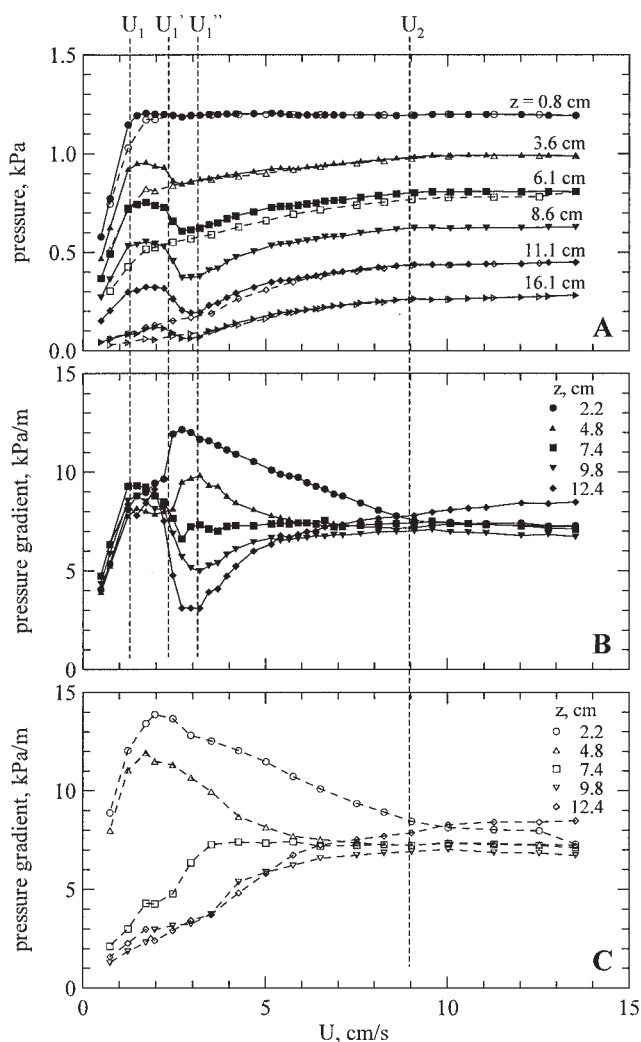 U1 U1' U1'' U2
1.5
z = 0.8 cm
3.6 cm
1.0
6.1 cm
8.6 cm
0.5
11.1 cm
16.1 cm
0.0
A
pressure, kPa
15
z, cm
2.2
4.8
10
7.4
9.8
12.4
5
0
B
pressure gradient, kPa/m
15
z, cm
2.2
4.8
10
7.4
9.8
12.4
5
0
C
pressure gradient, kPa/m
0 5 10 15
U, cm/s